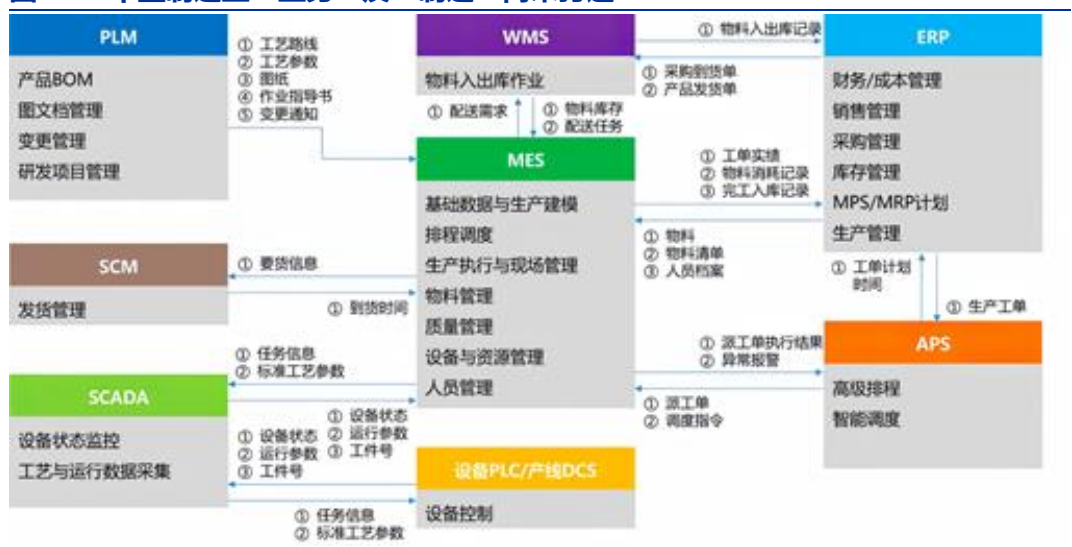 PLM
① 工艺路线
② 工艺参数
③ 图纸
④ 作业指导书
⑤ 变更通知
产品BOM
图文档管理
变更管理
研发项目管理
WMS
物料入出库作业
① 物料入出库记录
① 采购到货单
② 产品发货单
ERP
财务/成本管理
销售管理
采购管理
库存管理
MPS/MRP计划
生产管理
① 配送需求
① 物料库存
② 配送任务
MES
基础数据与生产建模
排程调度
生产执行与现场管理
物料管理
质量管理
设备与资源管理
人员管理
① 工单实绩
② 物料消耗记录
③ 完工入库记录
① 物料
② 物料清单
③ 人员档案
SCM
发货管理
① 要货信息
① 到货时间
① 工单计划
时间
① 生产工单
APS
高级排程
智能调度
① 派工单执行结果
② 异常报警
① 派工单
② 调度指令
① 任务信息
② 标准工艺参数
SCADA
设备状态监控
工艺与运行数据采集
① 设备状态
② 运行参数
③ 工件号
① 设备状态
② 运行参数
③ 工件号
设备PLC/产线DCS
设备控制
① 任务信息
② 标准工艺参数